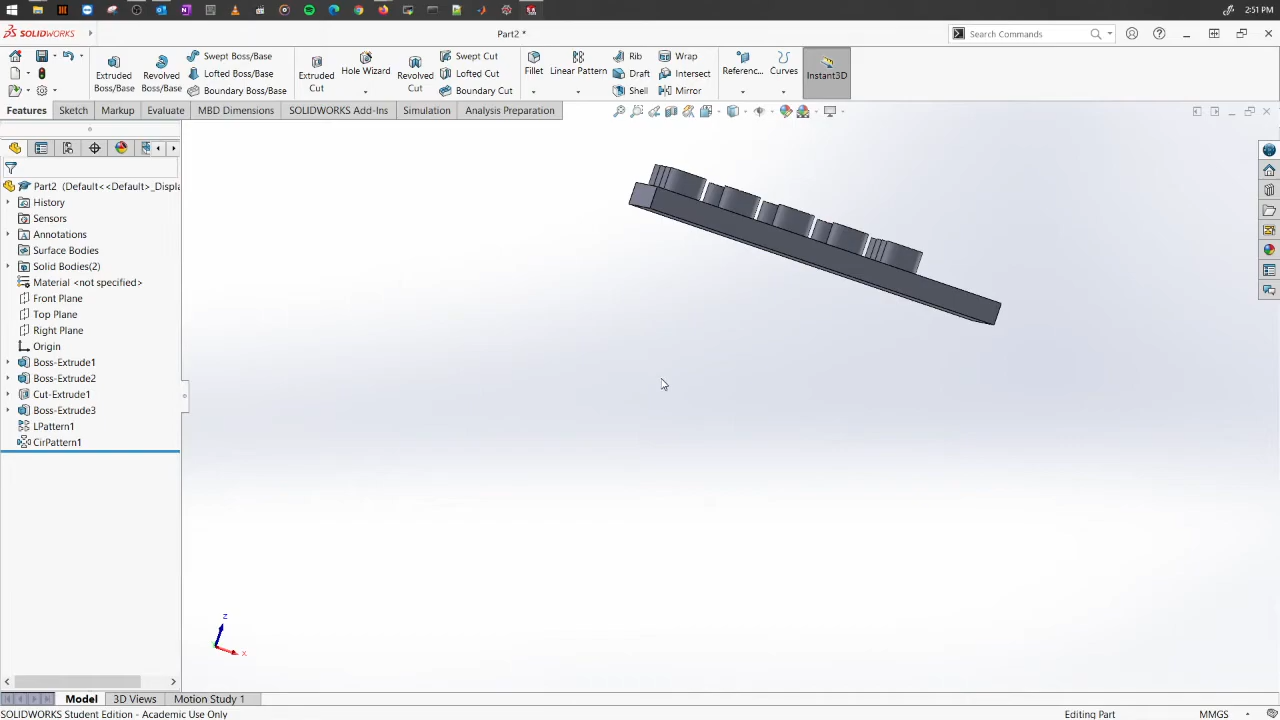 2:51 PM
SOLIDWORKS
Part2 *
Search Commands
Extruded Boss/Base
Revolved Boss/Base
Swept Boss/Base
Lofted Boss/Base
Boundary Boss/Base
Extruded Cut
Hole Wizard
Revolved Cut
Swept Cut
Lofted Cut
Boundary Cut
Fillet
Linear Pattern
Rib
Draft
Shell
Wrap
Intersect
Mirror
Referenc...
Curves
Instant3D
Features
Sketch
Markup
Evaluate
MBD Dimensions
SOLIDWORKS Add-Ins
Simulation
Analysis Preparation
Part2 (Default<<Default>_Displa
History
Sensors
Annotations
Surface Bodies
Solid Bodies(2)
Material <not specified>
Front Plane
Top Plane
Right Plane
Origin
Boss-Extrude1
Boss-Extrude2
Cut-Extrude1
Boss-Extrude3
LPattern1
CirPattern1
z
x
Model
3D Views
Motion Study 1
SOLIDWORKS Student Edition - Academic Use Only
Editing Part
MMGS